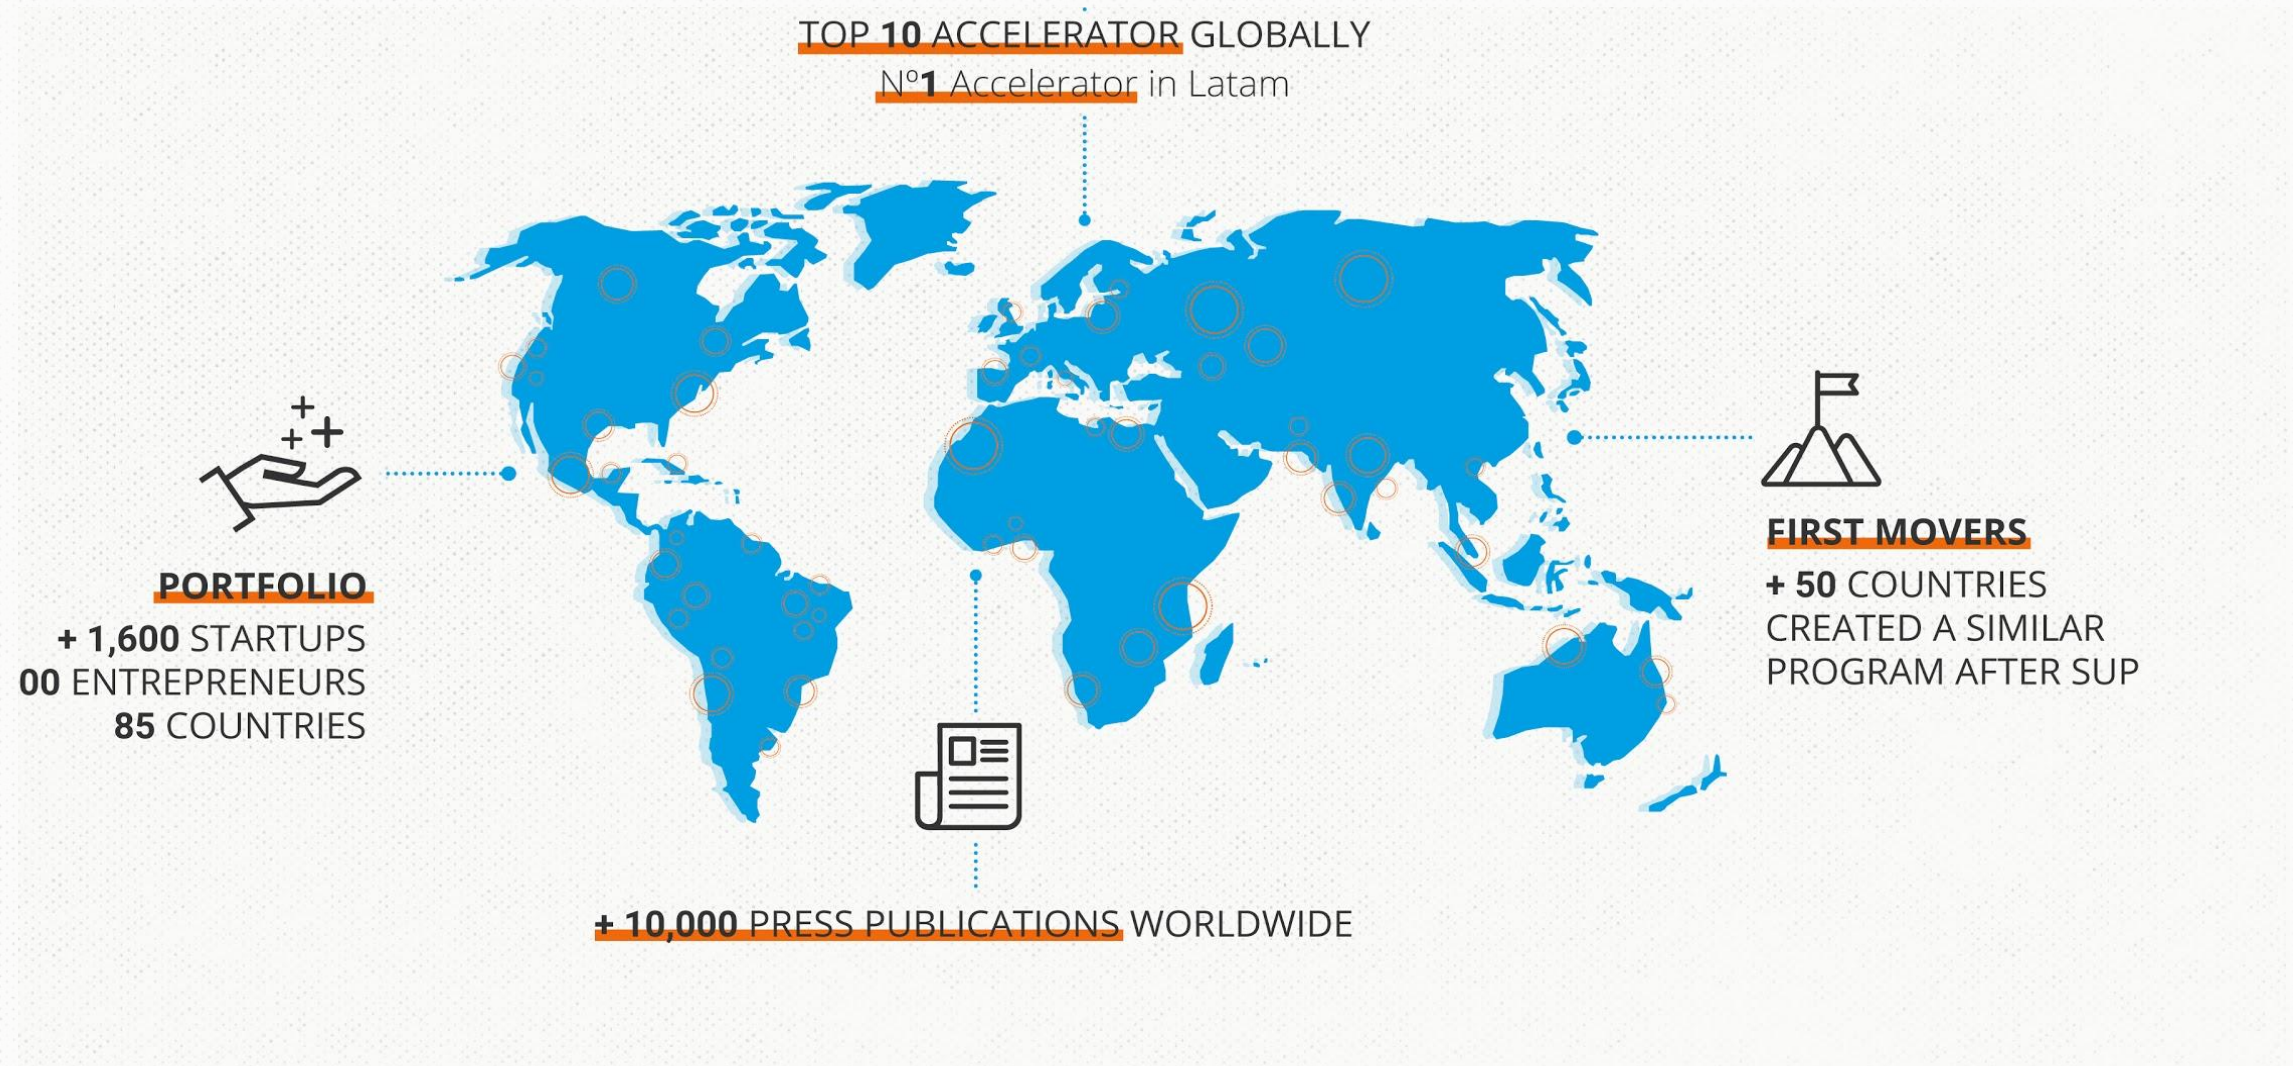 TOP 10 ACCELERATOR GLOBALLY
Nº1 Accelerator in Latam
PORTFOLIO
+ 1,600 STARTUPS
00 ENTREPRENEURS
85 COUNTRIES
FIRST MOVERS
+ 50 COUNTRIES
CREATED A SIMILAR
PROGRAM AFTER SUP
+ 10,000 PRESS PUBLICATIONS WORLDWIDE